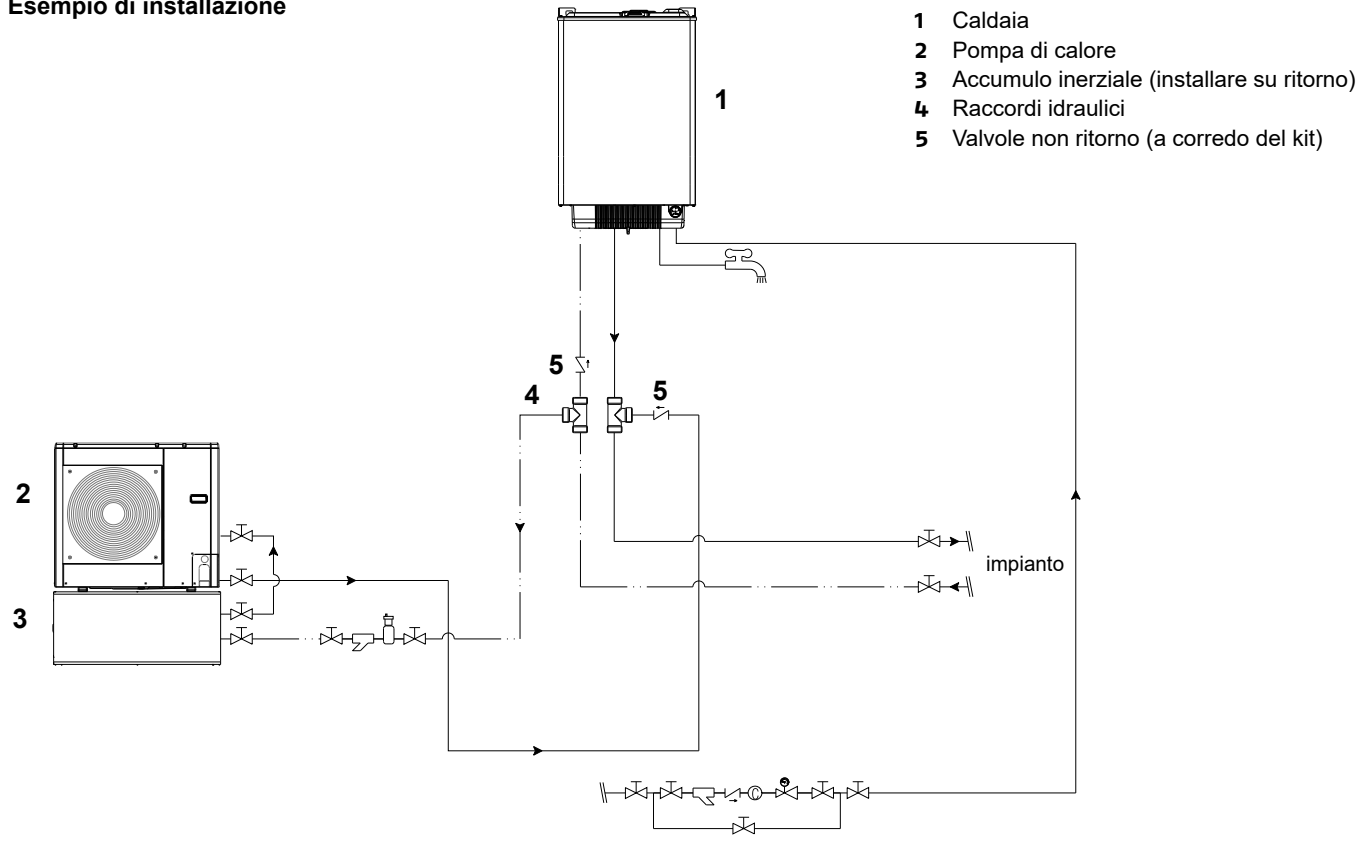 Esempio di installazione
1 Caldaia
2 Pompa di calore
3 Accumulo inerziale (installare su ritorno)
4 Raccordi idraulici
5 Valvole non ritorno (a corredo del kit)
1
5
5
4
2
impianto
3
C